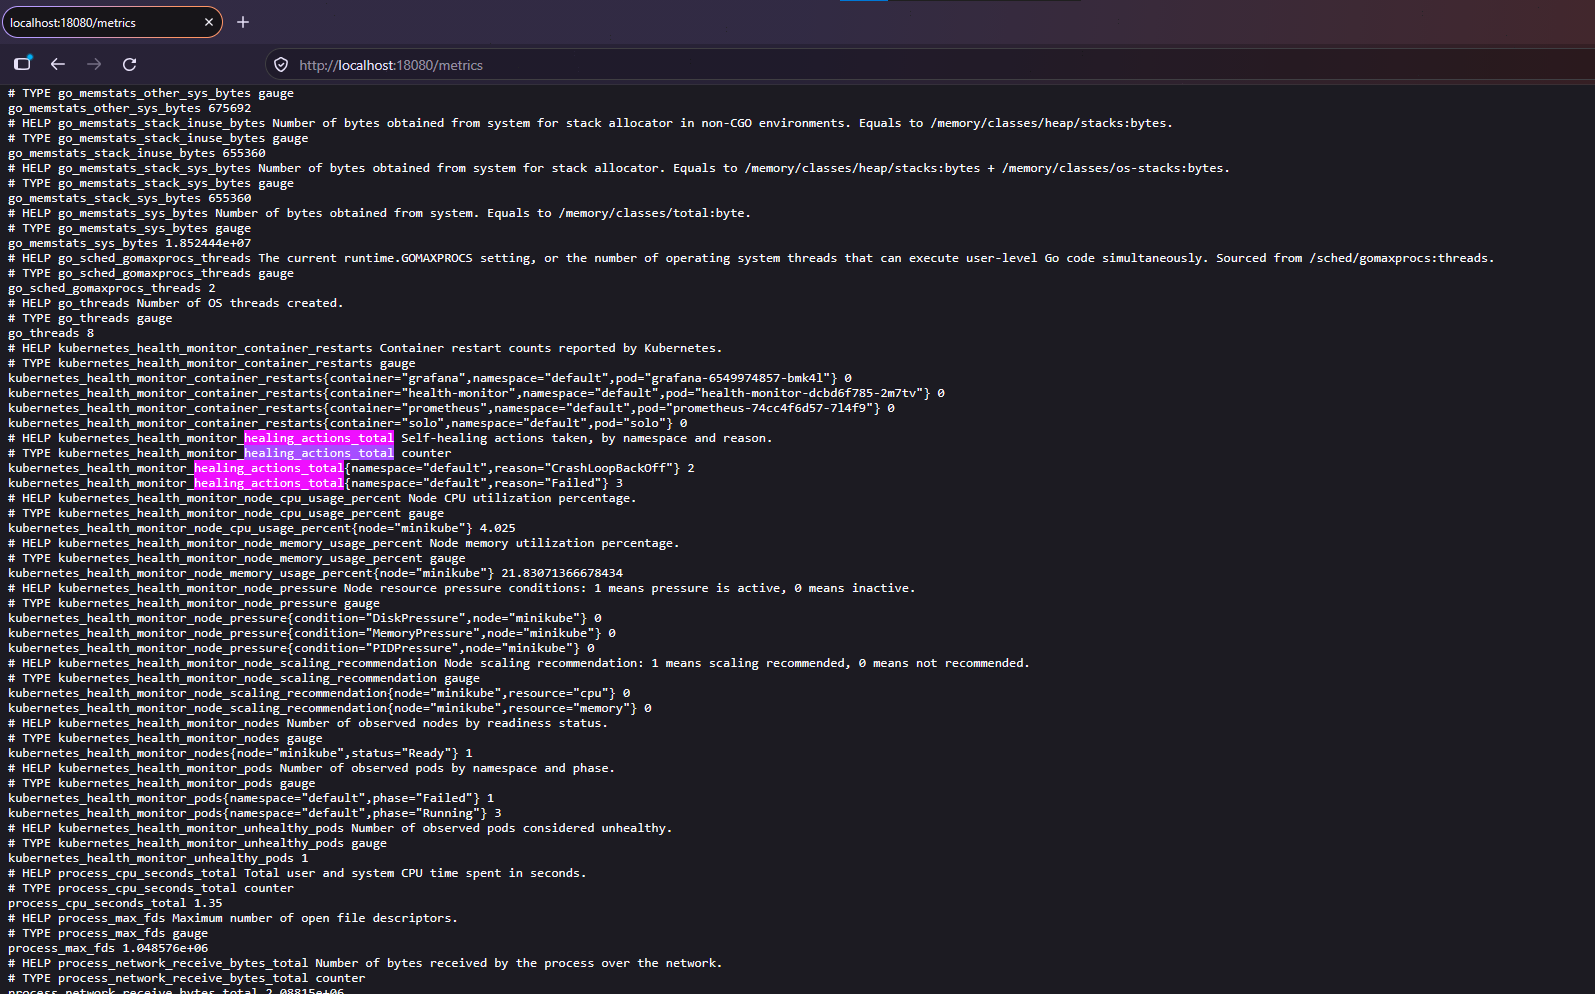 localhost:18080/metrics
http://localhost:18080/metrics
# TYPE go_memstats_other_sys_bytes gauge
go_memstats_other_sys_bytes 675692
# HELP go_memstats_stack_inuse_bytes Number of bytes obtained from system for stack allocator in non-CGO environments. Equals to /memory/classes/heap/stacks:bytes.
# TYPE go_memstats_stack_inuse_bytes gauge
go_memstats_stack_inuse_bytes 655360
# HELP go_memstats_stack_sys_bytes Number of bytes obtained from system for stack allocator. Equals to /memory/classes/heap/stacks:bytes + /memory/classes/os-stacks:bytes.
# TYPE go_memstats_stack_sys_bytes gauge
go_memstats_stack_sys_bytes 655360
# HELP go_memstats_sys_bytes Number of bytes obtained from system. Equals to /memory/classes/total:byte.
# TYPE go_memstats_sys_bytes gauge
go_memstats_sys_bytes 1.852444e+07
# HELP go_sched_gomaxprocs_threads The current runtime.GOMAXPROCS setting, or the number of operating system threads that can execute user-level Go code simultaneously. Sourced from /sched/gomaxprocs:threads.
# TYPE go_sched_gomaxprocs_threads gauge
go_sched_gomaxprocs_threads 2
# HELP go_threads Number of OS threads created.
# TYPE go_threads gauge
go_threads 8
# HELP kubernetes_health_monitor_container_restarts Container restart counts reported by Kubernetes.
# TYPE kubernetes_health_monitor_container_restarts gauge
kubernetes_health_monitor_container_restarts{container="grafana",namespace="default",pod="grafana-6549974857-bmk4l"} 0
kubernetes_health_monitor_container_restarts{container="health-monitor",namespace="default",pod="health-monitor-dcbd6f785-2m7tv"} 0
kubernetes_health_monitor_container_restarts{container="prometheus",namespace="default",pod="prometheus-74cc4f6d57-7l4f9"} 0
kubernetes_health_monitor_container_restarts{container="solo",namespace="default",pod="solo"} 0
# HELP kubernetes_health_monitor_healing_actions_total Self-healing actions taken, by namespace and reason.
# TYPE kubernetes_health_monitor_healing_actions_total counter
kubernetes_health_monitor_healing_actions_total{namespace="default",reason="CrashLoopBackOff"} 2
kubernetes_health_monitor_healing_actions_total{namespace="default",reason="Failed"} 3
# HELP kubernetes_health_monitor_node_cpu_usage_percent Node CPU utilization percentage.
# TYPE kubernetes_health_monitor_node_cpu_usage_percent gauge
kubernetes_health_monitor_node_cpu_usage_percent{node="minikube"} 4.025
# HELP kubernetes_health_monitor_node_memory_usage_percent Node memory utilization percentage.
# TYPE kubernetes_health_monitor_node_memory_usage_percent gauge
kubernetes_health_monitor_node_memory_usage_percent{node="minikube"} 21.83071366678434
# HELP kubernetes_health_monitor_node_pressure Node resource pressure conditions: 1 means pressure is active, 0 means inactive.
# TYPE kubernetes_health_monitor_node_pressure gauge
kubernetes_health_monitor_node_pressure{condition="DiskPressure",node="minikube"} 0
kubernetes_health_monitor_node_pressure{condition="MemoryPressure",node="minikube"} 0
kubernetes_health_monitor_node_pressure{condition="PIDPressure",node="minikube"} 0
# HELP kubernetes_health_monitor_node_scaling_recommendation Node scaling recommendation: 1 means scaling recommended, 0 means not recommended.
# TYPE kubernetes_health_monitor_node_scaling_recommendation gauge
kubernetes_health_monitor_node_scaling_recommendation{node="minikube",resource="cpu"} 0
kubernetes_health_monitor_node_scaling_recommendation{node="minikube",resource="memory"} 0
# HELP kubernetes_health_monitor_nodes Number of observed nodes by readiness status.
# TYPE kubernetes_health_monitor_nodes gauge
kubernetes_health_monitor_nodes{node="minikube",status="Ready"} 1
# HELP kubernetes_health_monitor_pods Number of observed pods by namespace and phase.
# TYPE kubernetes_health_monitor_pods gauge
kubernetes_health_monitor_pods{namespace="default",phase="Failed"} 1
kubernetes_health_monitor_pods{namespace="default",phase="Running"} 3
# HELP kubernetes_health_monitor_unhealthy_pods Number of observed pods considered unhealthy.
# TYPE kubernetes_health_monitor_unhealthy_pods gauge
kubernetes_health_monitor_unhealthy_pods 1
# HELP process_cpu_seconds_total Total user and system CPU time spent in seconds.
# TYPE process_cpu_seconds_total counter
process_cpu_seconds_total 1.35
# HELP process_max_fds Maximum number of open file descriptors.
# TYPE process_max_fds gauge
process_max_fds 1.048576e+06
# HELP process_network_receive_bytes_total Number of bytes received by the process over the network.
# TYPE process_network_receive_bytes_total counter
process_network_receive_bytes_total 2.08815e+06